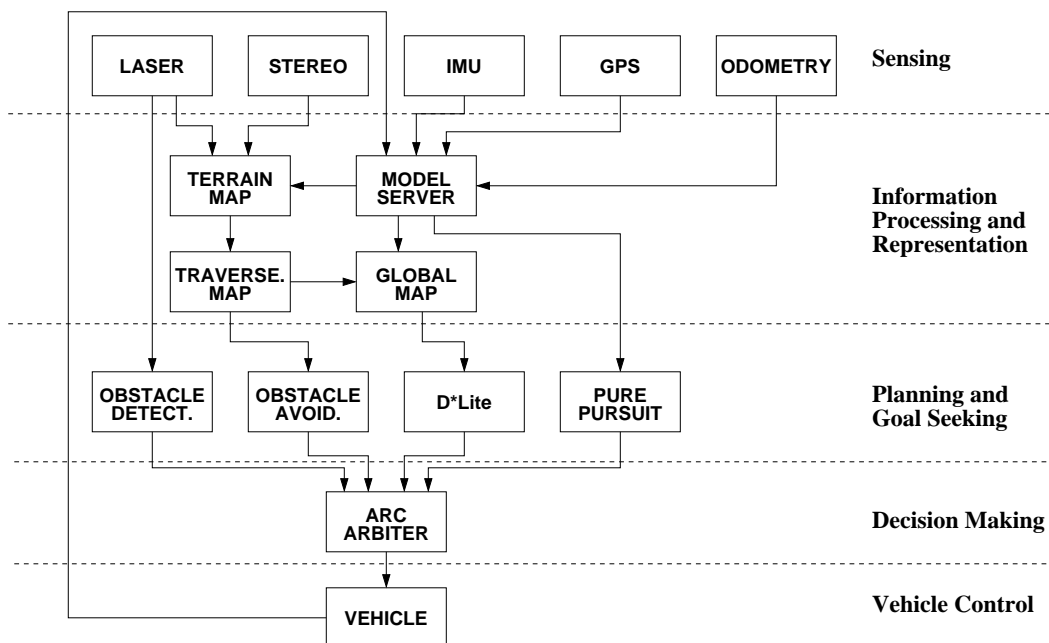 LASER
STEREO
IMU
GPS
ODOMETRY
Sensing
TERRAIN
MAP
MODEL
SERVER
Information
Processing and
Representation
TRAVERSE.
MAP
GLOBAL
MAP
OBSTACLE
DETECT.
OBSTACLE
AVOID.
D*Lite
PURE
PURSUIT
Planning and
Goal Seeking
ARC
ARBITER
Decision Making
VEHICLE
Vehicle Control